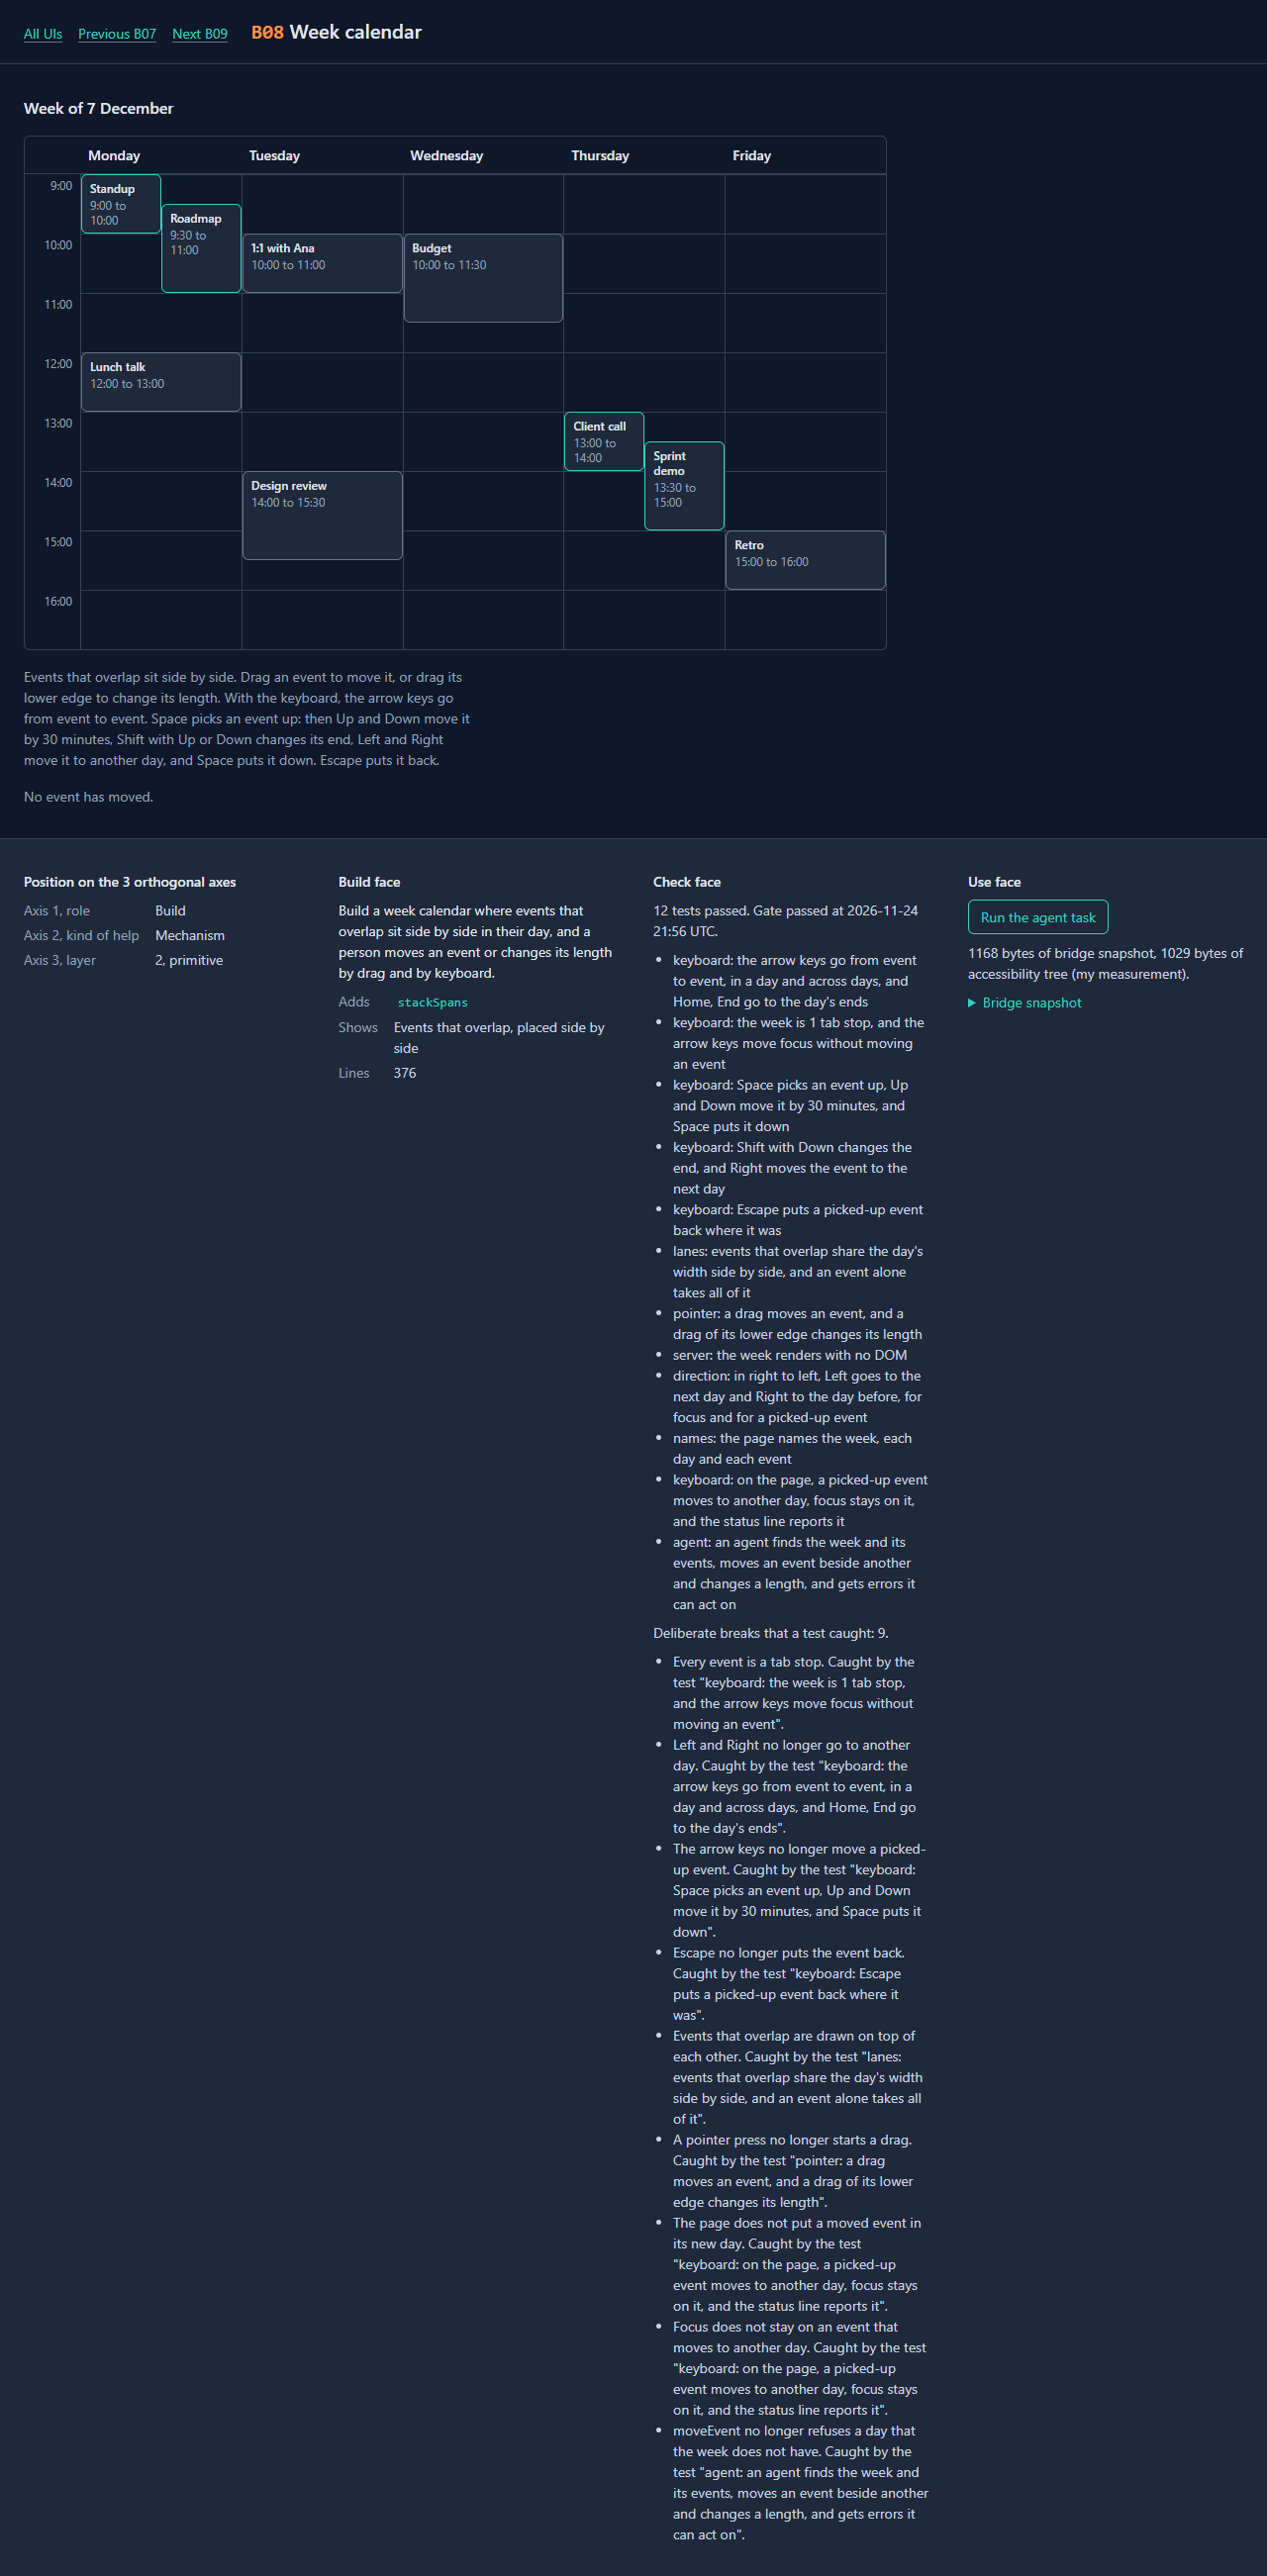 All UIs Previous B07 Next B09 B08 Week calendar
Week of 7 December
Monday Tuesday Wednesday Thursday Friday
9:00
Standup
9:00 to
10:00
Roadmap
9:30 to
11:00
10:00
1:1 with Ana
10:00 to 11:00
Budget
10:00 to 11:30
11:00
12:00
Lunch talk
12:00 to 13:00
13:00
Client call
13:00 to
14:00
Sprint
demo
13:30 to
15:00
14:00
Design review
14:00 to 15:30
15:00
Retro
15:00 to 16:00
16:00
Events that overlap sit side by side. Drag an event to move it, or drag its
lower edge to change its length. With the keyboard, the arrow keys go
from event to event. Space picks an event up: then Up and Down move it
by 30 minutes, Shift with Up or Down changes its end, Left and Right
move it to another day, and Space puts it down. Escape puts it back.
No event has moved.
Position on the 3 orthogonal axes
Axis 1, role Build
Axis 2, kind of help Mechanism
Axis 3, layer 2, primitive
Build face
Build a week calendar where events that
overlap sit side by side in their day, and a
person moves an event or changes its length
by drag and by keyboard.
Adds stackSpans
Shows Events that overlap, placed side by
side
Lines 376
Check face
12 tests passed. Gate passed at 2026-11-24
21:56 UTC.
• keyboard: the arrow keys go from event
to event, in a day and across days, and
Home, End go to the day's ends
• keyboard: the week is 1 tab stop, and the
arrow keys move focus without moving
an event
• keyboard: Space picks an event up, Up
and Down move it by 30 minutes, and
Space puts it down
• keyboard: Shift with Down changes the
end, and Right moves the event to the
next day
• keyboard: Escape puts a picked-up event
back where it was
• lanes: events that overlap share the day's
width side by side, and an event alone
takes all of it
• pointer: a drag moves an event, and a
drag of its lower edge changes its length
• server: the week renders with no DOM
• direction: in right to left, Left goes to the
next day and Right to the day before, for
focus and for a picked-up event
• names: the page names the week, each
day and each event
• keyboard: on the page, a picked-up event
moves to another day, focus stays on it,
and the status line reports it
• agent: an agent finds the week and its
events, moves an event beside another
and changes a length, and gets errors it
can act on
Deliberate breaks that a test caught: 9.
• Every event is a tab stop. Caught by the
test "keyboard: the week is 1 tab stop,
and the arrow keys move focus without
moving an event".
• Left and Right no longer go to another
day. Caught by the test "keyboard: the
arrow keys go from event to event, in a
day and across days, and Home, End go
to the day's ends".
• The arrow keys no longer move a picked-
up event. Caught by the test "keyboard:
Space picks an event up, Up and Down
move it by 30 minutes, and Space puts it
down".
• Escape no longer puts the event back.
Caught by the test "keyboard: Escape
puts a picked-up event back where it
was".
• Events that overlap are drawn on top of
each other. Caught by the test "lanes:
events that overlap share the day's width
side by side, and an event alone takes all
of it".
• A pointer press no longer starts a drag.
Caught by the test "pointer: a drag
moves an event, and a drag of its lower
edge changes its length".
• The page does not put a moved event in
its new day. Caught by the test
"keyboard: on the page, a picked-up
event moves to another day, focus stays
on it, and the status line reports it".
• Focus does not stay on an event that
moves to another day. Caught by the test
"keyboard: on the page, a picked-up
event moves to another day, focus stays
on it, and the status line reports it".
• moveEvent no longer refuses a day that
the week does not have. Caught by the
test "agent: an agent finds the week and
its events, moves an event beside another
and changes a length, and gets errors it
can act on".
Use face
Run the agent task
1168 bytes of bridge snapshot, 1029 bytes of
accessibility tree (my measurement).
▶ Bridge snapshot